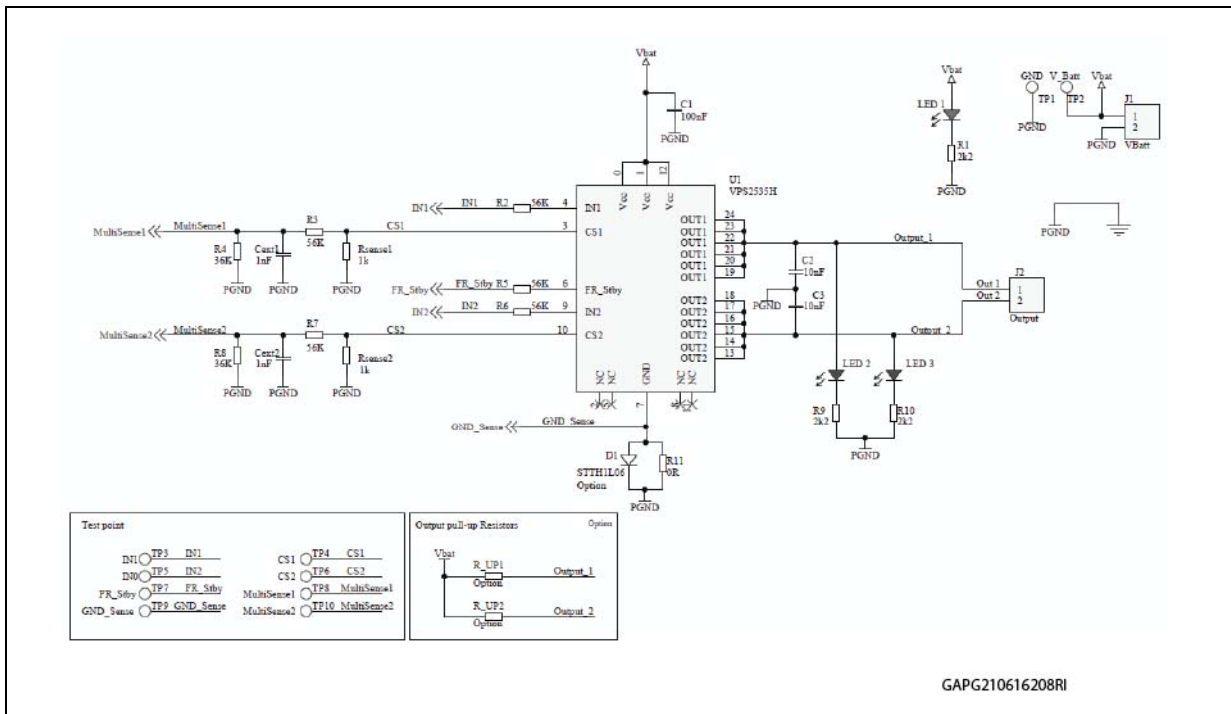 Vbat
C1
100nF
PGND
Vbat
LED 1
R1
2k2
PGND
GND
TP1
PGND
V_Batt
TP2
Vbat
J1
1
2
VBatt
PGND
PGND
U1
VPS2535H
0
1
12
Vcc
Vcc
Vcc
IN1
IN1
R2
56K
4
IN1
MultiSense1
MultiSense1
R3
56K
CS1
3
CS1
R4
36K
PGND
Cext1
1nF
PGND
Rsense1
1k
PGND
FR_Stby
FR_Stby
R5
56K
6
FR_Stby
IN2
IN2
R6
56K
9
IN2
MultiSense2
MultiSense2
R7
56K
CS2
10
CS2
R8
36K
PGND
Cext2
1nF
PGND
Rsense2
1k
PGND
OUT1 24
OUT1 23
OUT1 22
OUT1 21
OUT1 20
OUT1 19
OUT2 18
OUT2 17
OUT2 16
OUT2 15
OUT2 14
OUT2 13
NC
NC
GND
NC
NC
7
Output_1
C2
10nF
PGND
C3
10nF
J2
Out 1
Out 2
1
2
Output
Output_2
LED 2
LED 3
R9
2k2
R10
2k2
PGND
GND_Sense
GND_Sense
D1
STTH1L06
Option
R11
0R
PGND
Test point
IN1 TP3 IN1
IN0 TP5 IN2
FR_Stby TP7 FR_Stby
GND_Sense TP9 GND_Sense
CS1 TP4 CS1
CS2 TP6 CS2
MultiSense1 TP8 MultiSense1
MultiSense2 TP10 MultiSense2
Output pull-up Resistors
Option
Vbat
R_UP1
Option
Output_1
R_UP2
Option
Output_2
GAPG210616208RI